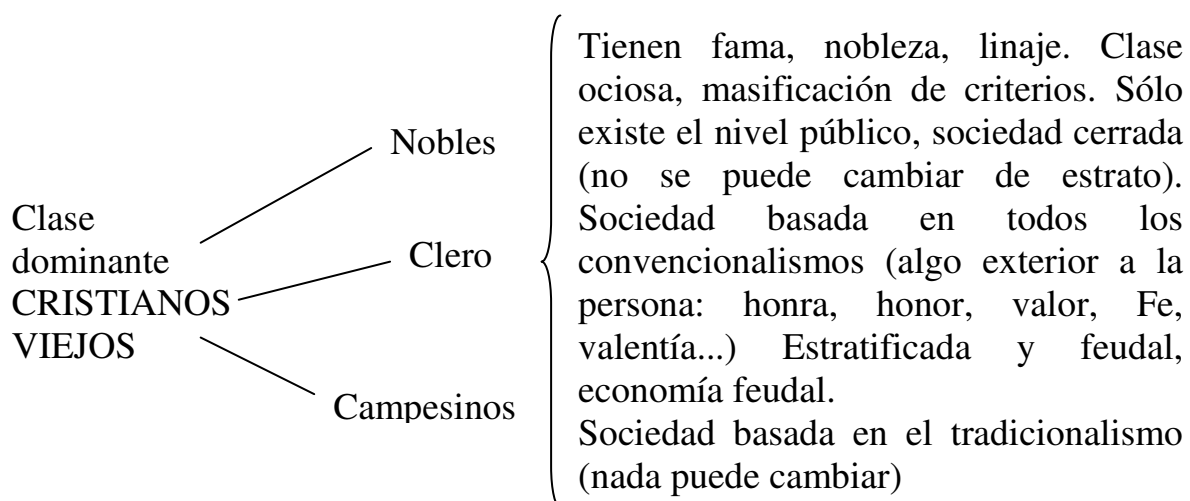 Clase
dominante
CRISTIANOS
VIEJOS
Nobles
Clero
Campesinos
Tienen fama, nobleza, linaje. Clase
ociosa, masificación de criterios. Sólo
existe el nivel público, sociedad cerrada
(no se puede cambiar de estrato).
Sociedad basada en todos los
convencionalismos (algo exterior a la
persona: honra, honor, valor, Fe,
valentía...) Estratificada y feudal,
economía feudal.
Sociedad basada en el tradicionalismo
(nada puede cambiar)